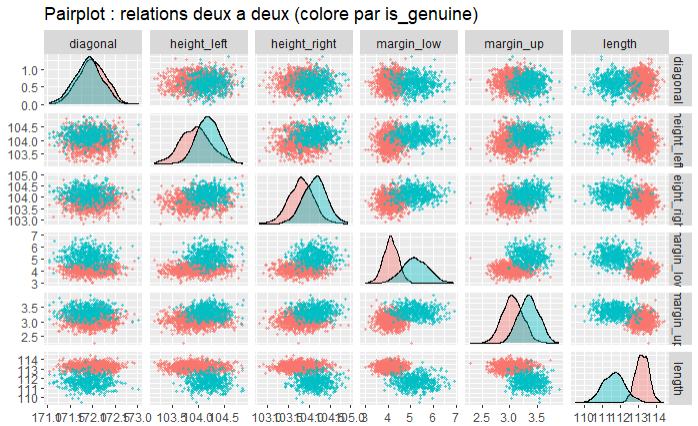 Pairplot : relations deux a deux (colore par is_genuine)
diagonal height_left height_right margin_low margin_up length
1.0
0.5
0.0
diagonal
104.5
104.0
103.5
height_left
105.0
104.5
104.0
103.5
103.0
eight_righ
7
6
5
4
3
margin_low
3.5
3.0
2.5
margin_up
114
113
112
111
110
length
171.0 171.5 172.0 172.5 173.0 103.5 104.0 104.5 103.0 103.5 104.0 104.5 105.0 3 4 5 6 7 2.5 3.0 3.5 110 111 112 113 114